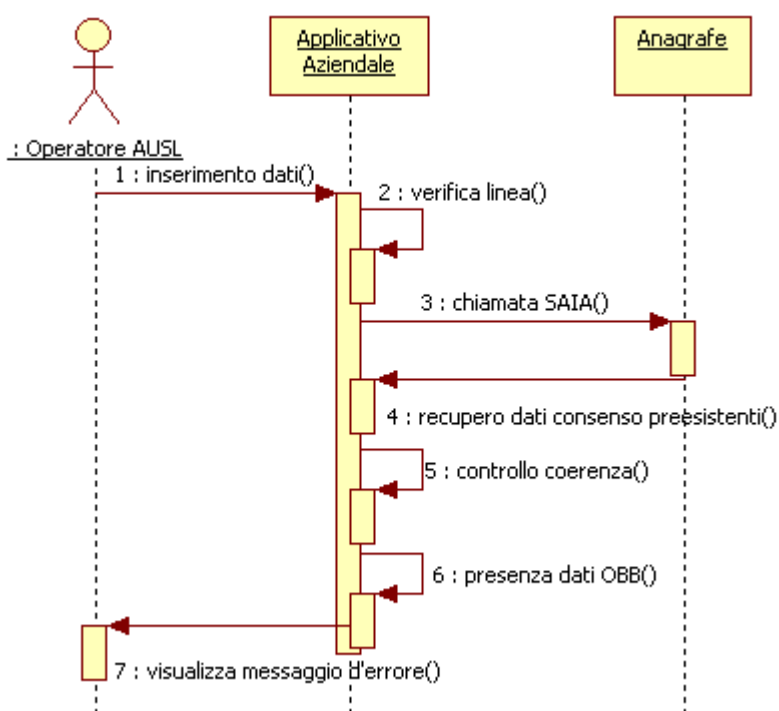 Applicativo
Aziendale
Anagrafe
: Operatore AUSL
1 : inserimento dati()
2 : verifica linea()
3 : chiamata SAIA()
4 : recupero dati consenso preesistenti()
5 : controllo coerenza()
6 : presenza dati OBB()
7 : visualizza messaggio d'errore()